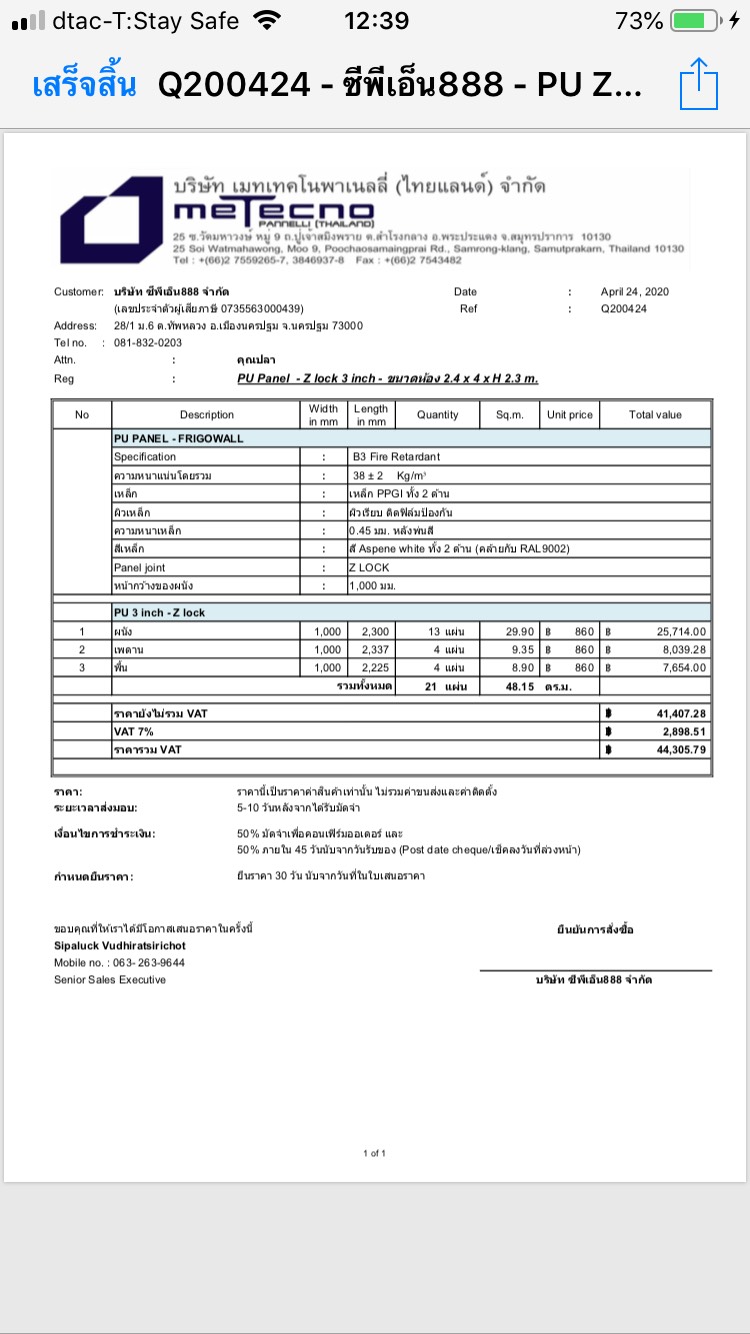 dtac-T:Stay Safe 12:39 73%
เสร็จสิ้น Q200424 - ซีพีเอ็น888 - PU Z...
บริษัท เมทเทคโนพาเนลลี่ (ไทยแลนด์) จำกัด
meTecno
PANNELLI (THAILAND)
25 ซ.วัดมหาวงษ์ หมู่ 9 ถ.ปู่เจ้าสมิงพราย ต.สำโรงกลาง อ.พระประแดง จ.สมุทรปราการ 10130
25 Soi Watmahawong, Moo 9, Poochaosamaingprai Rd., Samrong-klang, Samutprakarn, Thailand 10130
Tel : +(66)2 7559265-7, 3846937-8 Fax : +(66)2 7543482
Customer: บริษัท ซีพีเอ็น888 จำกัด Date : April 24, 2020
(เลขประจำตัวผู้เสียภาษี 0735563000439) Ref : Q200424
Address: 28/1 ม.6 ต.ทัพหลวง อ.เมืองนครปฐม จ.นครปฐม 73000
Tel no. : 081-832-0203
Attn. : คุณปลา
Reg : PU Panel - Z lock 3 inch - ขนาดห้อง 2.4 x 4 x H 2.3 m.
No Description Width in mm Length in mm Quantity Sq.m. Unit price Total value
PU PANEL - FRIGOWALL
Specification : B3 Fire Retardant
ความหนาแน่นโดยรวม : 38 ± 2 Kg/m³
เหล็ก : เหล็ก PPGI ทั้ง 2 ด้าน
ผิวเหล็ก : ผิวเรียบ ติดฟิล์มป้องกัน
ความหนาเหล็ก : 0.45 มม. หลังพ่นสี
สีเหล็ก : สี Aspene white ทั้ง 2 ด้าน (คล้ายกับ RAL9002)
Panel joint : Z LOCK
หน้ากว้างของผนัง : 1,000 มม.
PU 3 inch - Z lock
1 ผนัง 1,000 2,300 13 แผ่น 29.90 ฿ 860 ฿ 25,714.00
2 เพดาน 1,000 2,337 4 แผ่น 9.35 ฿ 860 ฿ 8,039.28
3 พื้น 1,000 2,225 4 แผ่น 8.90 ฿ 860 ฿ 7,654.00
รวมทั้งหมด 21 แผ่น 48.15 ตร.ม.
ราคายังไม่รวม VAT ฿ 41,407.28
VAT 7% ฿ 2,898.51
ราคารวม VAT ฿ 44,305.79
ราคา: ราคานี้เป็นราคาค่าสินค้าเท่านั้น ไม่รวมค่าขนส่งและค่าติดตั้ง
ระยะเวลาส่งมอบ: 5-10 วันหลังจากได้รับมัดจำ
เงื่อนไขการชำระเงิน: 50% มัดจำเพื่อคอนเฟิร์มออเดอร์ และ
50% ภายใน 45 วันนับจากวันรับของ (Post date cheque/เช็คลงวันที่ล่วงหน้า)
กำหนดยืนราคา: ยืนราคา 30 วัน นับจากวันที่ในใบเสนอราคา
ขอบคุณที่ให้เราได้มีโอกาสเสนอราคาในครั้งนี้ ยืนยันการสั่งซื้อ
Sipaluck Vudhiratsirichot
Mobile no. : 063- 263-9644
Senior Sales Executive บริษัท ซีพีเอ็น888 จำกัด
1 of 1